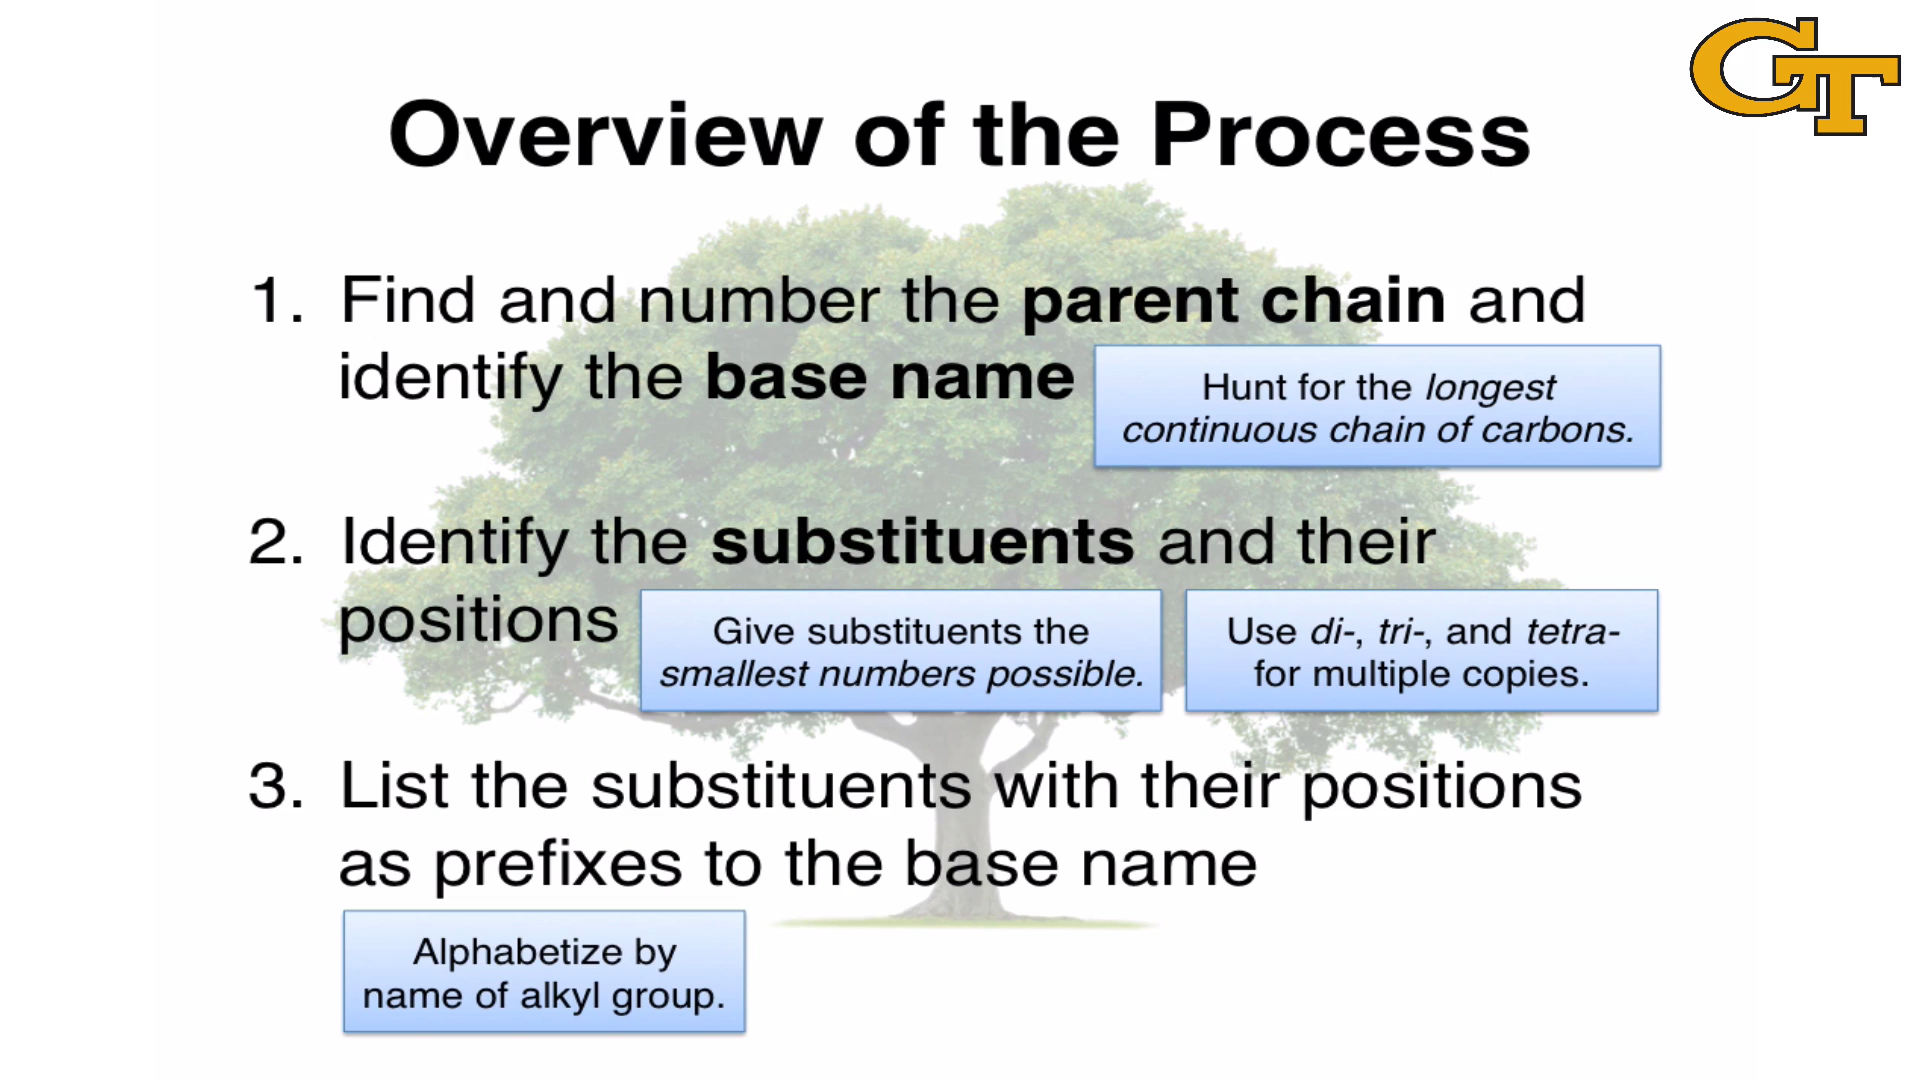 GT
Overview of the Process
1. Find and number the parent chain and
identify the base name
Hunt for the longest
continuous chain of carbons.
2. Identify the substituents and their
positions
Give substituents the
smallest numbers possible.
Use di-, tri-, and tetra-
for multiple copies.
3. List the substituents with their positions
as prefixes to the base name
Alphabetize by
name of alkyl group.